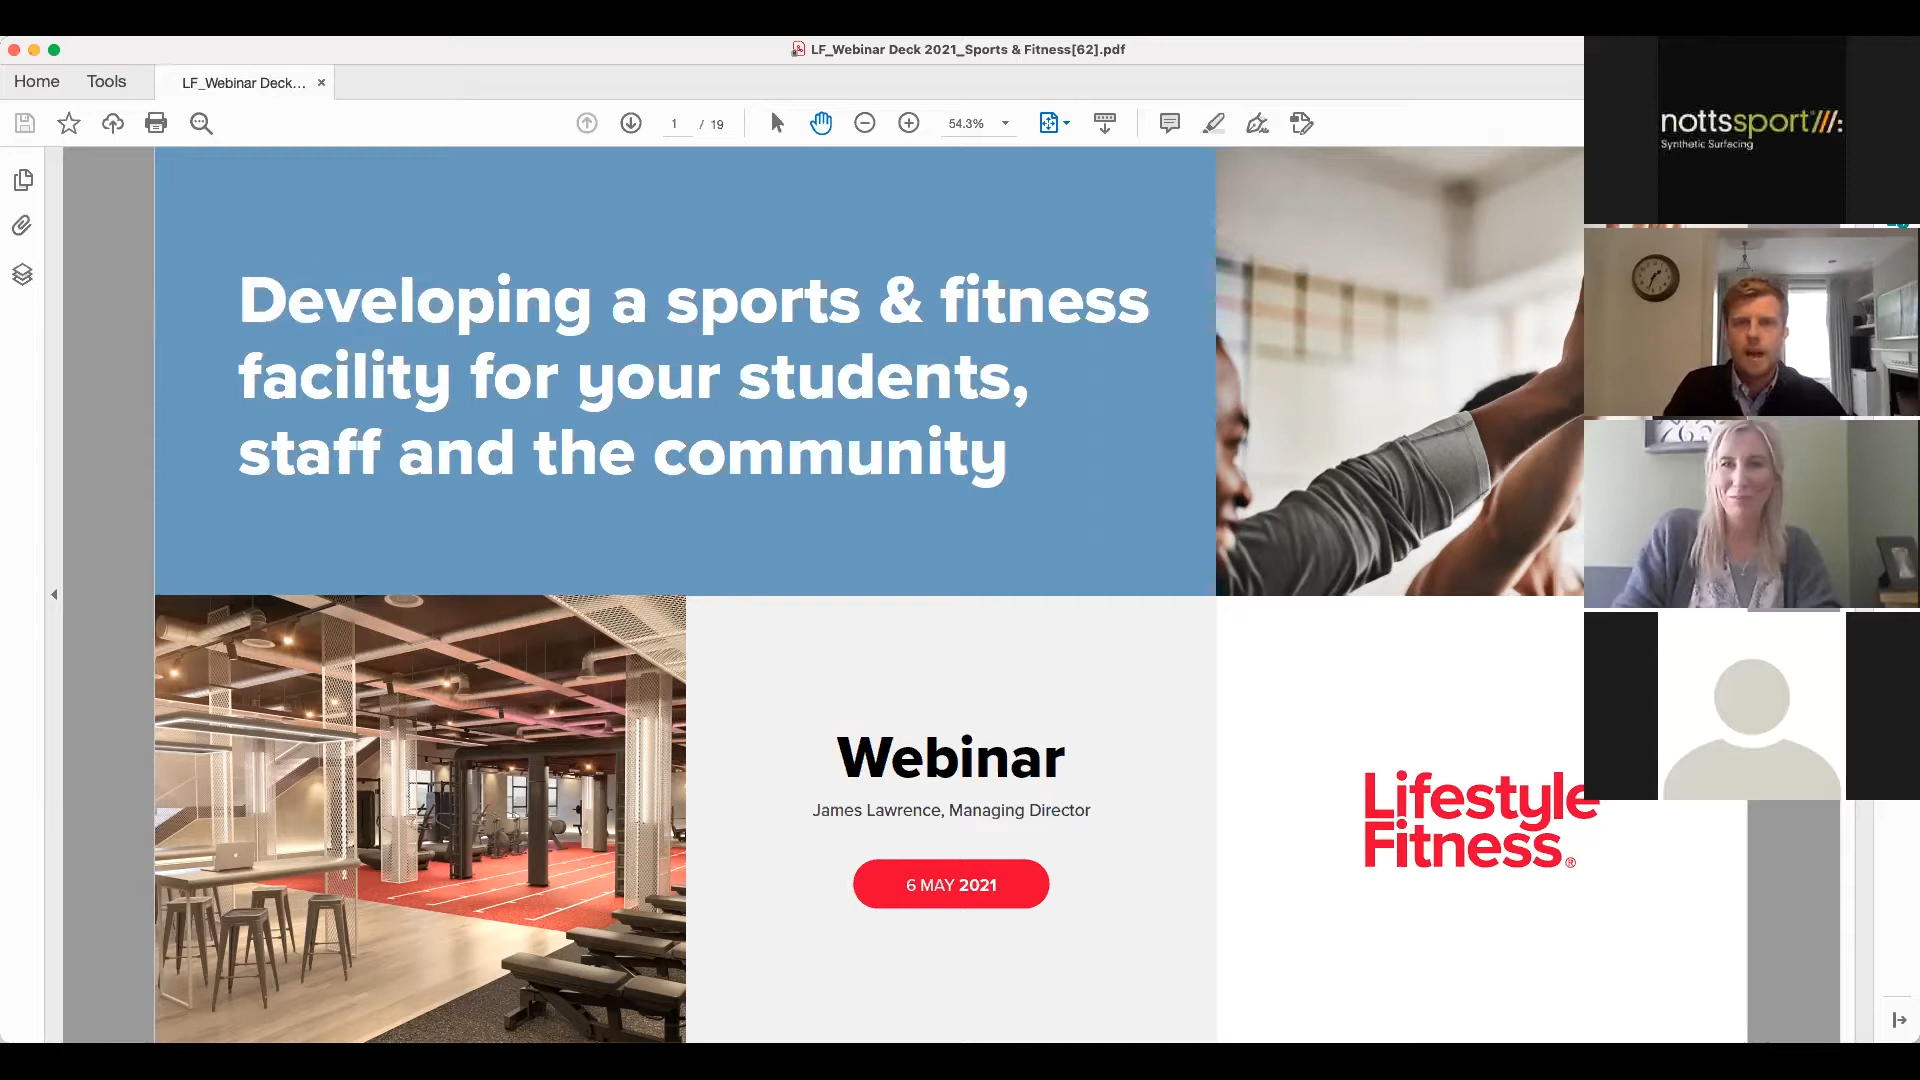 LF_Webinar Deck 2021_Sports & Fitness[62].pdf
Home
Tools
LF_Webinar Deck...
1 / 19
54.3%
nottssport///:
Synthetic Surfacing
Developing a sports & fitness
facility for your students,
staff and the community
Webinar
James Lawrence, Managing Director
6 MAY 2021
Lifestyle
Fitness®